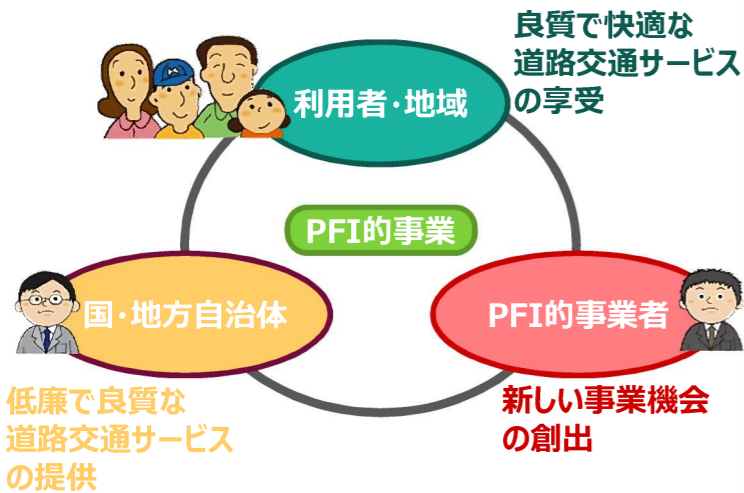 良質で快適な
道路交通サービス
の享受
利用者・地域
PFI的事業
国・地方自治体
PFI的事業者
低廉で良質な
道路交通サービス
の提供
新しい事業機会
の創出